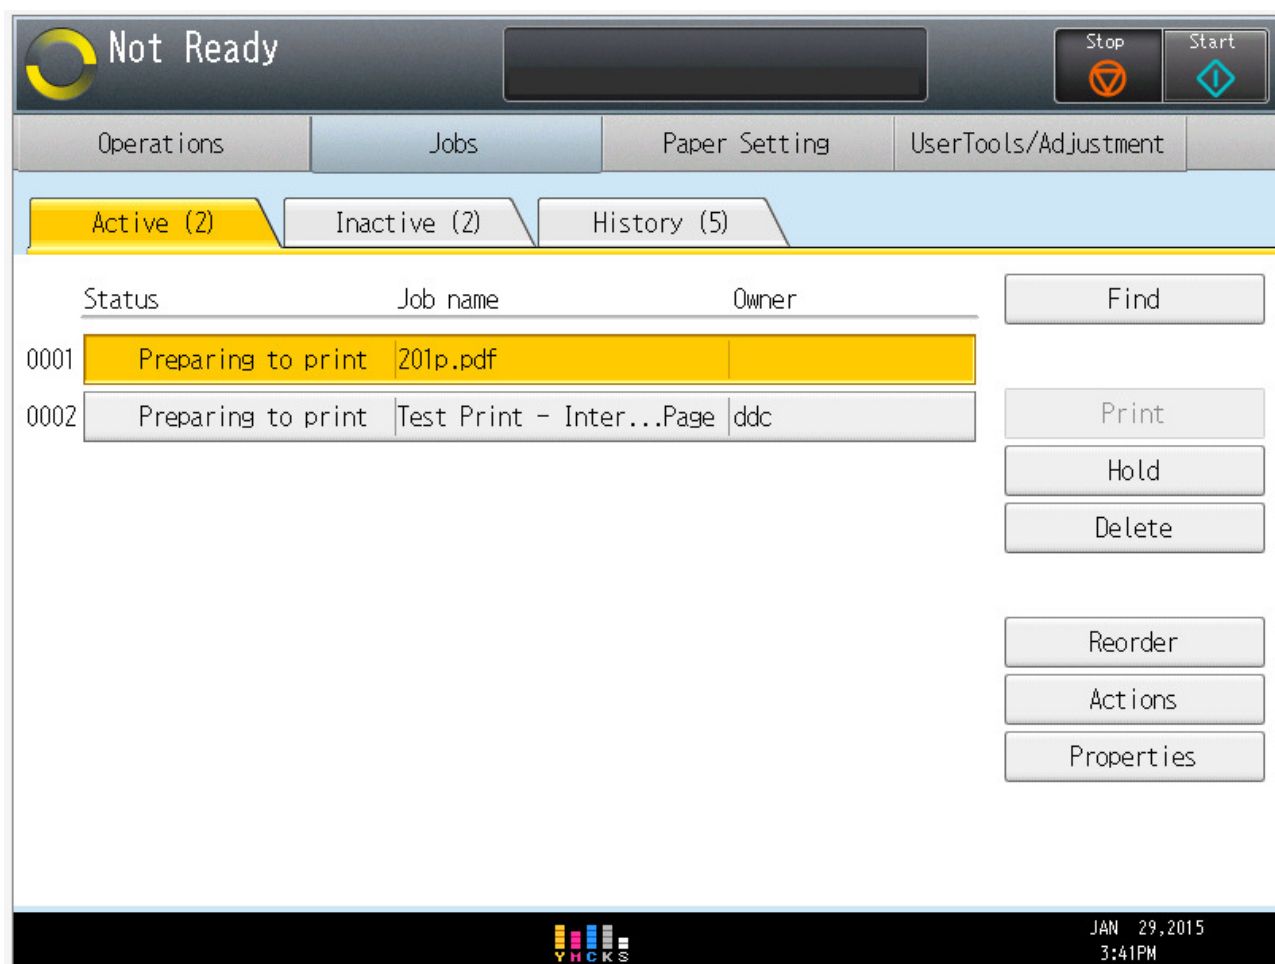 Not Ready
Stop Start
Operations Jobs Paper Setting UserTools/Adjustment
Active (2) Inactive (2) History (5)
Status Job name Owner Find
0001 Preparing to print 201p.pdf
0002 Preparing to print Test Print - Inter...Page ddc Print
Hold
Delete
Reorder
Actions
Properties
JAN 29,2015
Y M C K S 3:41PM